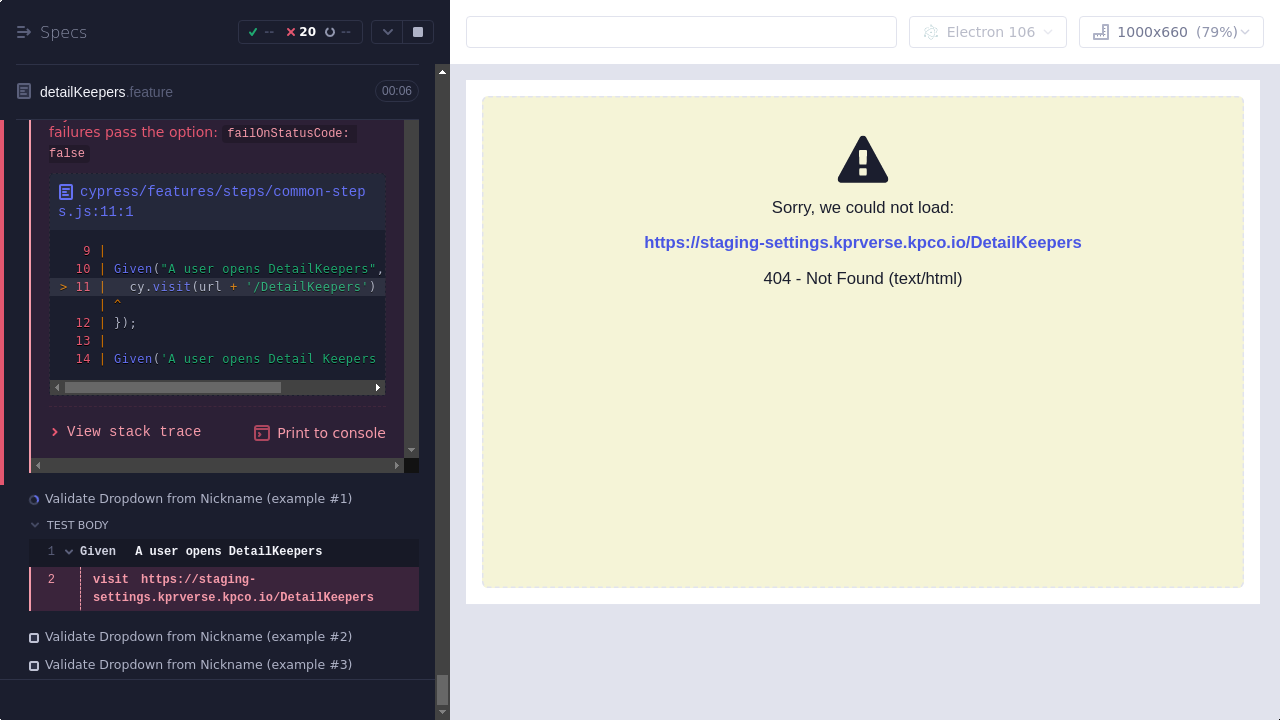 Specs
-- 20 --
Electron 106
1000x660 (79%)
detailKeepers.feature
00:06
failures pass the option: failOnStatusCode:
false
cypress/features/steps/common-step
s.js:11:1
9 |
10 | Given("A user opens DetailKeepers",
> 11 | cy.visit(url + '/DetailKeepers')
| ^
12 | });
13 |
14 | Given('A user opens Detail Keepers
View stack trace
Print to console
Validate Dropdown from Nickname (example #1)
TEST BODY
1 Given A user opens DetailKeepers
2 visit https://staging-
settings.kprverse.kpco.io/DetailKeepers
Validate Dropdown from Nickname (example #2)
Validate Dropdown from Nickname (example #3)
Sorry, we could not load:
https://staging-settings.kprverse.kpco.io/DetailKeepers
404 - Not Found (text/html)